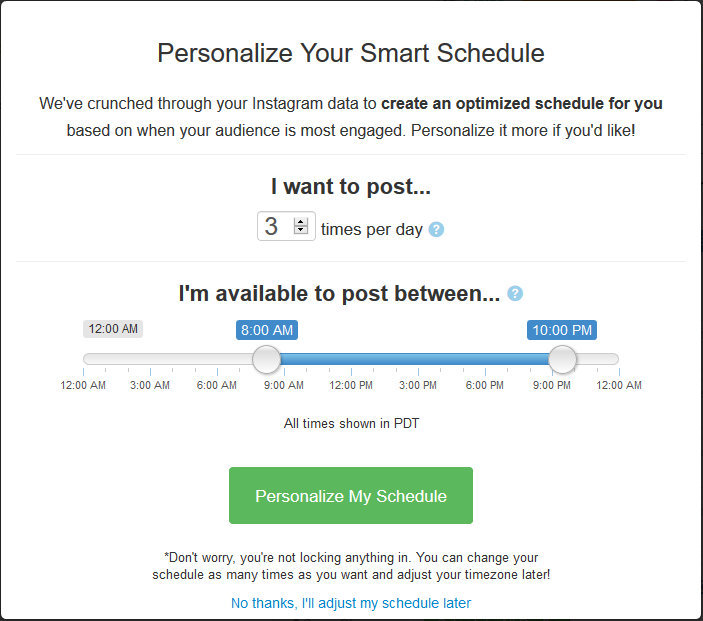 Personalize Your Smart Schedule
We've crunched through your Instagram data to create an optimized schedule for you
based on when your audience is most engaged. Personalize it more if you'd like!
I want to post...
3 times per day ?
I'm available to post between... ?
12:00 AM 8:00 AM 10:00 PM
12:00 AM 3:00 AM 6:00 AM 9:00 AM 12:00 PM 3:00 PM 6:00 PM 9:00 PM 12:00 AM
All times shown in PDT
Personalize My Schedule
*Don't worry, you're not locking anything in. You can change your
schedule as many times as you want and adjust your timezone later!
No thanks, I'll adjust my schedule later